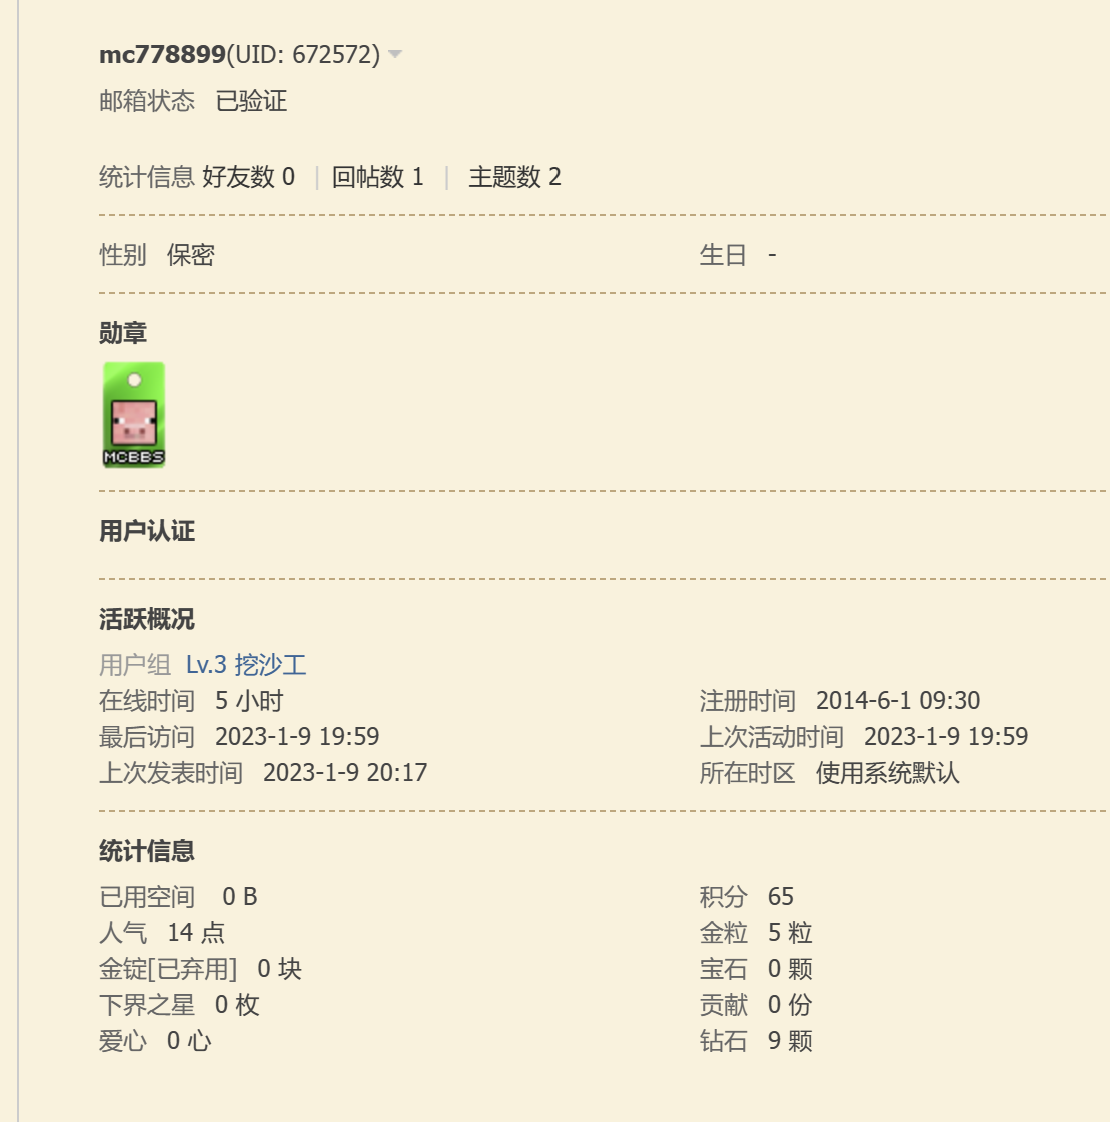 mc778899(UID: 672572)
邮箱状态 已验证
统计信息 好友数 0 | 回帖数 1 | 主题数 2
性别 保密 生日 -
勋章
MCBBS
用户认证
活跃概况
用户组 Lv.3 挖沙工
在线时间 5 小时 注册时间 2014-6-1 09:30
最后访问 2023-1-9 19:59 上次活动时间 2023-1-9 19:59
上次发表时间 2023-1-9 20:17 所在时区 使用系统默认
统计信息
已用空间 0 B 积分 65
人气 14 点 金粒 5 粒
金锭[已弃用] 0 块 宝石 0 颗
下界之星 0 枚 贡献 0 份
爱心 0 心 钻石 9 颗